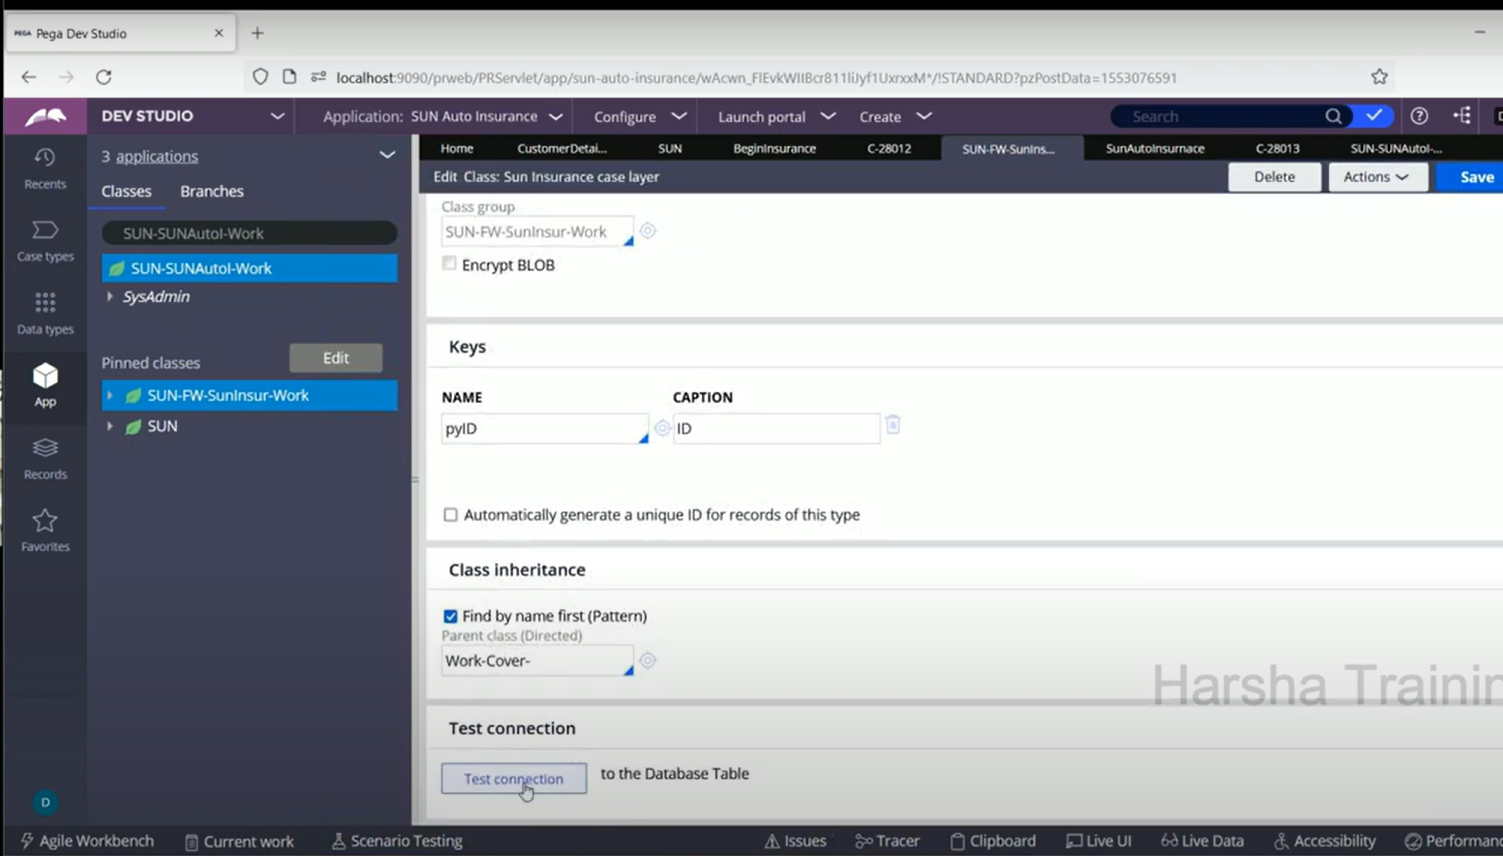 PEGA Pega Dev Studio
localhost:9090/prweb/PRServlet/app/sun-auto-insurance/
DEV STUDIO
Application: SUN Auto Insurance
Configure
Launch portal
Create
Search
Recents
Case types
Data types
App
Records
Favorites
D
3 applications
Classes Branches
SUN-SUNAutoI-Work
SUN-SUNAutoI-Work
SysAdmin
Pinned classes Edit
SUN-FW-SunInsur-Work
SUN
Home CustomerDetai... SUN BeginInsurance C-28012 SUN-FW-SunIns... SunAutoInsurnace C-28013 SUN-SUNAutoI-...
Edit Class: Sun Insurance case layer Delete Actions Save
Class group
SUN-FW-SunInsur-Work
Encrypt BLOB
Keys
NAME CAPTION
pyID ID
Automatically generate a unique ID for records of this type
Class inheritance
Find by name first (Pattern)
Parent class (Directed)
Work-Cover-
Harsha Trainin
Test connection
Test connection to the Database Table
Agile Workbench Current work Scenario Testing Issues Tracer Clipboard Live UI Live Data Accessibility Performanc